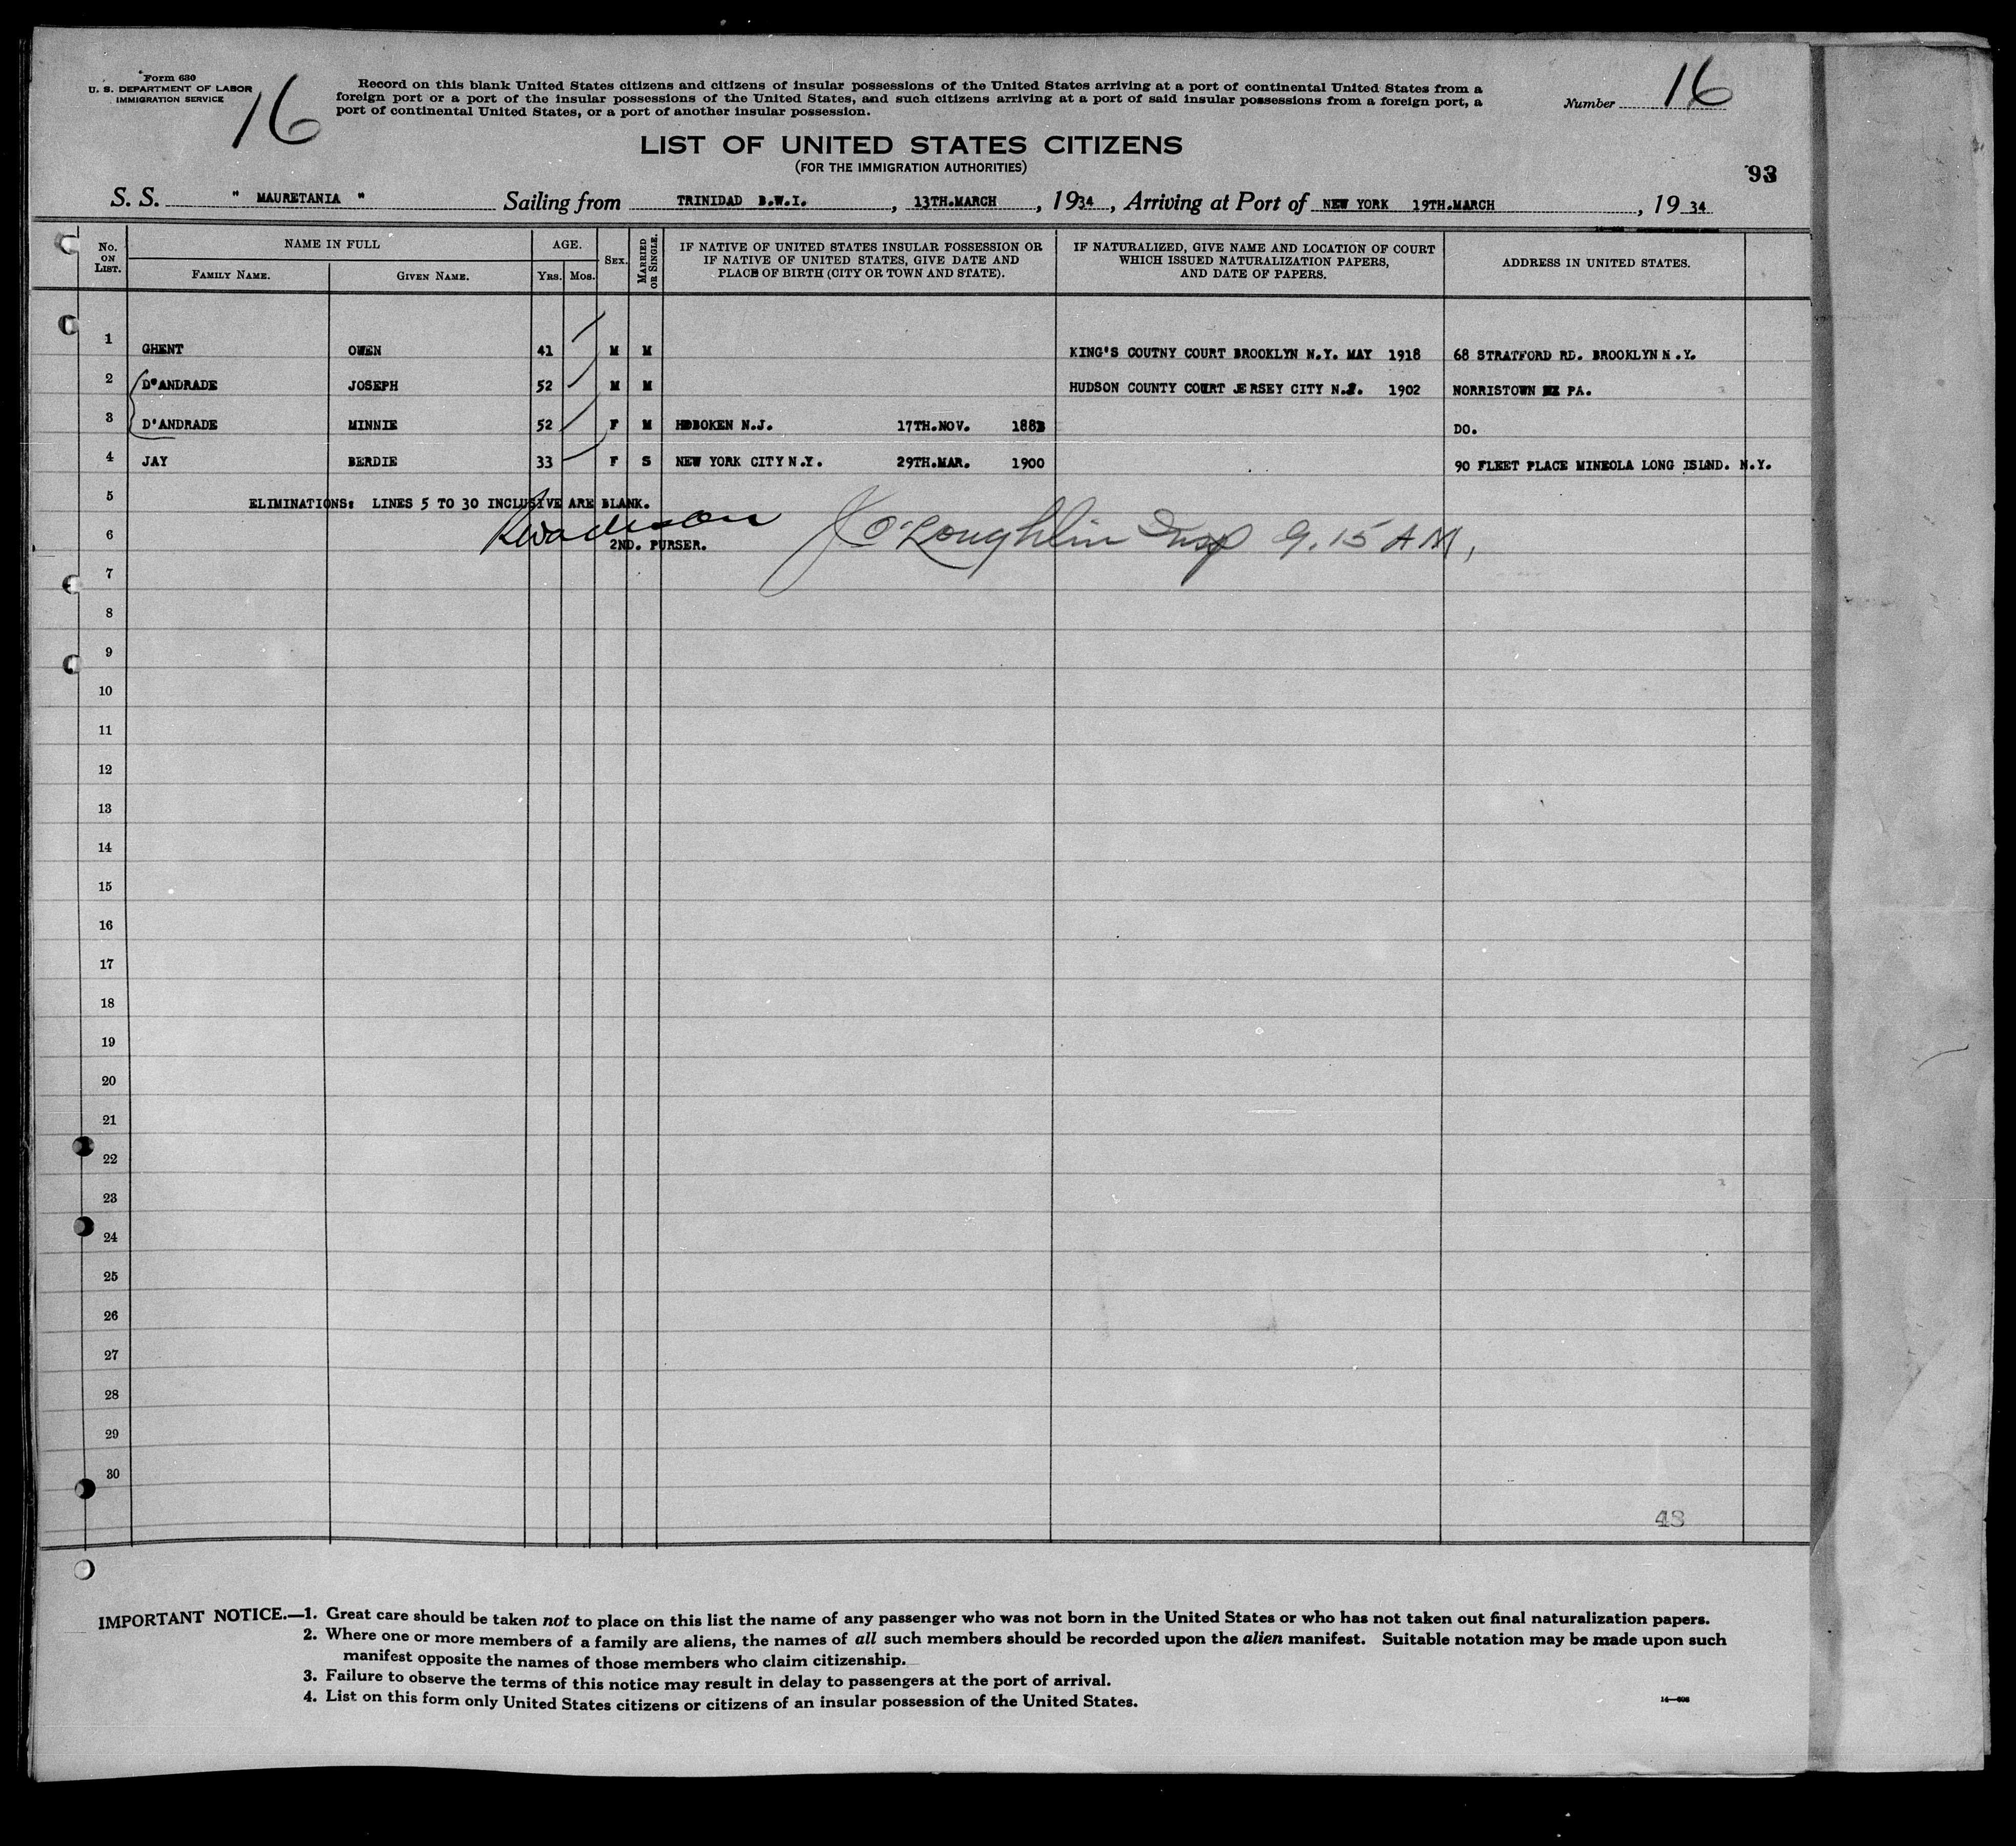 Form 630
U. S. DEPARTMENT OF LABOR
IMMIGRATION SERVICE
16
Record on this blank United States citizens and citizens of insular possessions of the United States arriving at a port of continental United States from a
foreign port or a port of the insular possessions of the United States, and such citizens arriving at a port of said insular possessions from a foreign port, a
port of continental United States, or a port of another insular possession.
Number 16
LIST OF UNITED STATES CITIZENS
(FOR THE IMMIGRATION AUTHORITIES)
93
S. S. " MAURETANIA " Sailing from TRINIDAD B.W.I. , 13TH.MARCH , 1934 , Arriving at Port of NEW YORK 19TH.MARCH , 19 34
No. ON LIST. NAME IN FULL AGE. SEX. MARRIED OR SINGLE. IF NATIVE OF UNITED STATES INSULAR POSSESSION OR IF NATIVE OF UNITED STATES, GIVE DATE AND PLACE OF BIRTH (CITY OR TOWN AND STATE). IF NATURALIZED, GIVE NAME AND LOCATION OF COURT WHICH ISSUED NATURALIZATION PAPERS, AND DATE OF PAPERS. ADDRESS IN UNITED STATES.
FAMILY NAME. GIVEN NAME. YRS. MOS.
1 GHENT OWEN 41 M M KING'S COUTNY COURT BROOKLYN N.Y. MAY 1918 68 STRATFORD RD. BROOKLYN N.Y.
2 D'ANDRADE JOSEPH 52 M M HUDSON COUNTY COURT JERSEY CITY N.J. 1902 NORRISTOWN PA.
3 D'ANDRADE MINNIE 52 F M HOBOKEN N.J. 17TH.NOV. DO.
4 JAY BERDIE 33 F S NEW YORK CITY N.Y. 29TH.MAR. 1900 90 FLEET PLACE MINEOLA LONG ISLND. N.Y.
5 ELIMINATIONS: LINES 5 TO 30 INCLUSIVE ARE BLANK.
6 2ND. PURSER. J O'Loughlin Insp 9.15 AM,
7
8
9
10
11
12
13
14
15
16
17
18
19
20
21
22
23
24
25
26
27
28
29
30
48
IMPORTANT NOTICE.—1. Great care should be taken not to place on this list the name of any passenger who was not born in the United States or who has not taken out final naturalization papers.
2. Where one or more members of a family are aliens, the names of all such members should be recorded upon the alien manifest. Suitable notation may be made upon such
manifest opposite the names of those members who claim citizenship.
3. Failure to observe the terms of this notice may result in delay to passengers at the port of arrival.
4. List on this form only United States citizens or citizens of an insular possession of the United States.